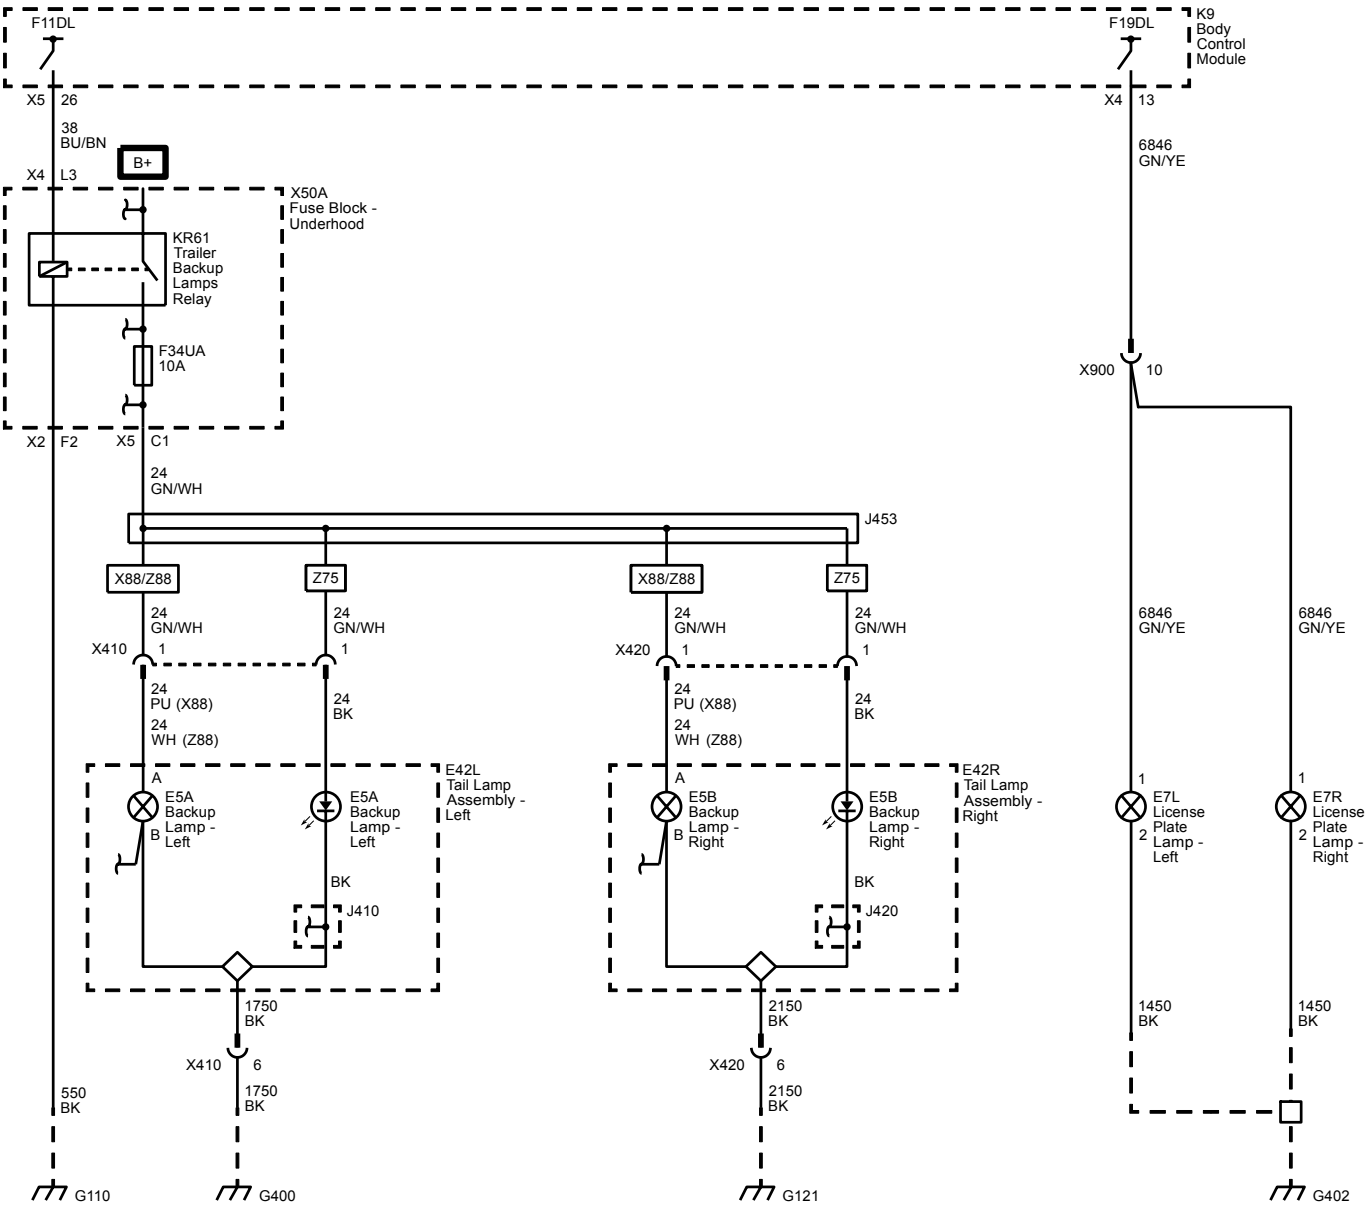 F11DL
F19DL
K9
Body
Control
Module
X5 26
X4 13
38
BU/BN
B+
6846
GN/YE
X4 L3
X50A
Fuse Block -
Underhood
KR61
Trailer
Backup
Lamps
Relay
F34UA
10A
X900 10
X2 F2
X5 C1
24
GN/WH
J453
X88/Z88
Z75
X88/Z88
Z75
24
GN/WH
24
GN/WH
24
GN/WH
24
GN/WH
6846
GN/YE
6846
GN/YE
X410 1
1
X420 1
1
24
PU (X88)
24
WH (Z88)
24
BK
24
PU (X88)
24
WH (Z88)
24
BK
E42L
Tail Lamp
Assembly -
Left
E42R
Tail Lamp
Assembly -
Right
A
E5A
Backup
Lamp -
Left
B
E5A
Backup
Lamp -
Left
A
E5B
Backup
Lamp -
Right
B
E5B
Backup
Lamp -
Right
1
E7L
License
Plate
Lamp -
Left
2
1
E7R
License
Plate
Lamp -
Right
2
BK
J410
BK
J420
1750
BK
2150
BK
1450
BK
1450
BK
X410 6
X420 6
550
BK
1750
BK
2150
BK
G110
G400
G121
G402